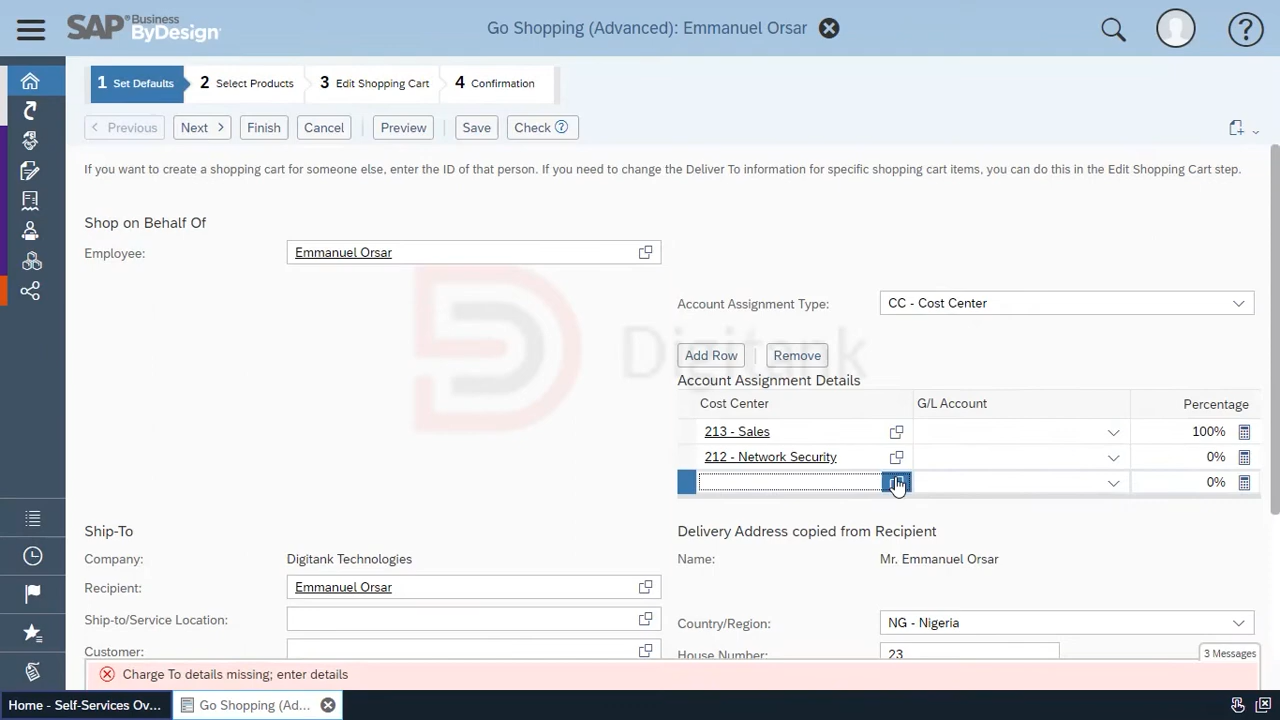 SAP Business ByDesign
Go Shopping (Advanced): Emmanuel Orsar
1 Set Defaults
2 Select Products
3 Edit Shopping Cart
4 Confirmation
Previous
Next
Finish
Cancel
Preview
Save
Check
If you want to create a shopping cart for someone else, enter the ID of that person. If you need to change the Deliver To information for specific shopping cart items, you can do this in the Edit Shopping Cart step.
Shop on Behalf Of
Employee: Emmanuel Orsar
Account Assignment Type: CC - Cost Center
Digitank
Add Row
Remove
Account Assignment Details
Cost Center G/L Account Percentage
213 - Sales 100%
212 - Network Security 0%
0%
Ship-To
Company: Digitank Technologies
Recipient: Emmanuel Orsar
Ship-to/Service Location:
Customer:
Delivery Address copied from Recipient
Name: Mr. Emmanuel Orsar
Country/Region: NG - Nigeria
House Number: 23
3 Messages
Charge To details missing; enter details
Home - Self-Services Ov...
Go Shopping (Ad...